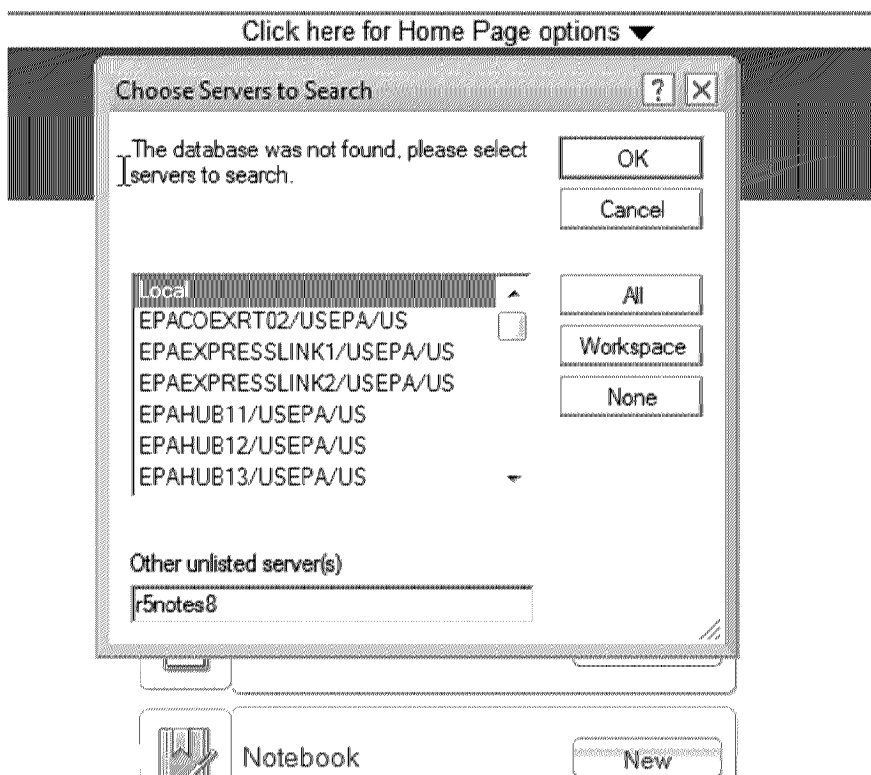 Click here for Home Page options
Choose Servers to Search
The database was not found, please select
servers to search.
OK
Cancel
Local
EPACOEXRT02/USEPA/US
EPAEXPRESSLINK1/USEPA/US
EPAEXPRESSLINK2/USEPA/US
EPAHUB11/USEPA/US
EPAHUB12/USEPA/US
EPAHUB13/USEPA/US
All
Workspace
None
Other unlisted server(s)
r5notes8
Notebook
New